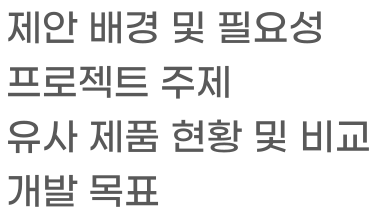 제안 배경 및 필요성
프로젝트 주제
유사 제품 현황 및 비교
개발 목표